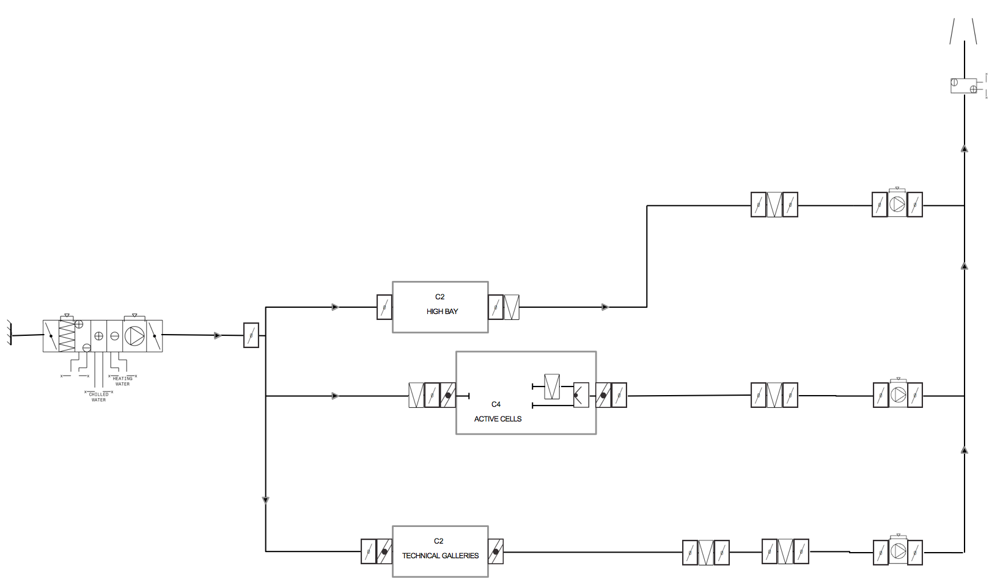 C2
HIGH BAY
HEATING
WATER
CHILLED
WATER
C4
ACTIVE CELLS
C2
TECHNICAL GALLERIES